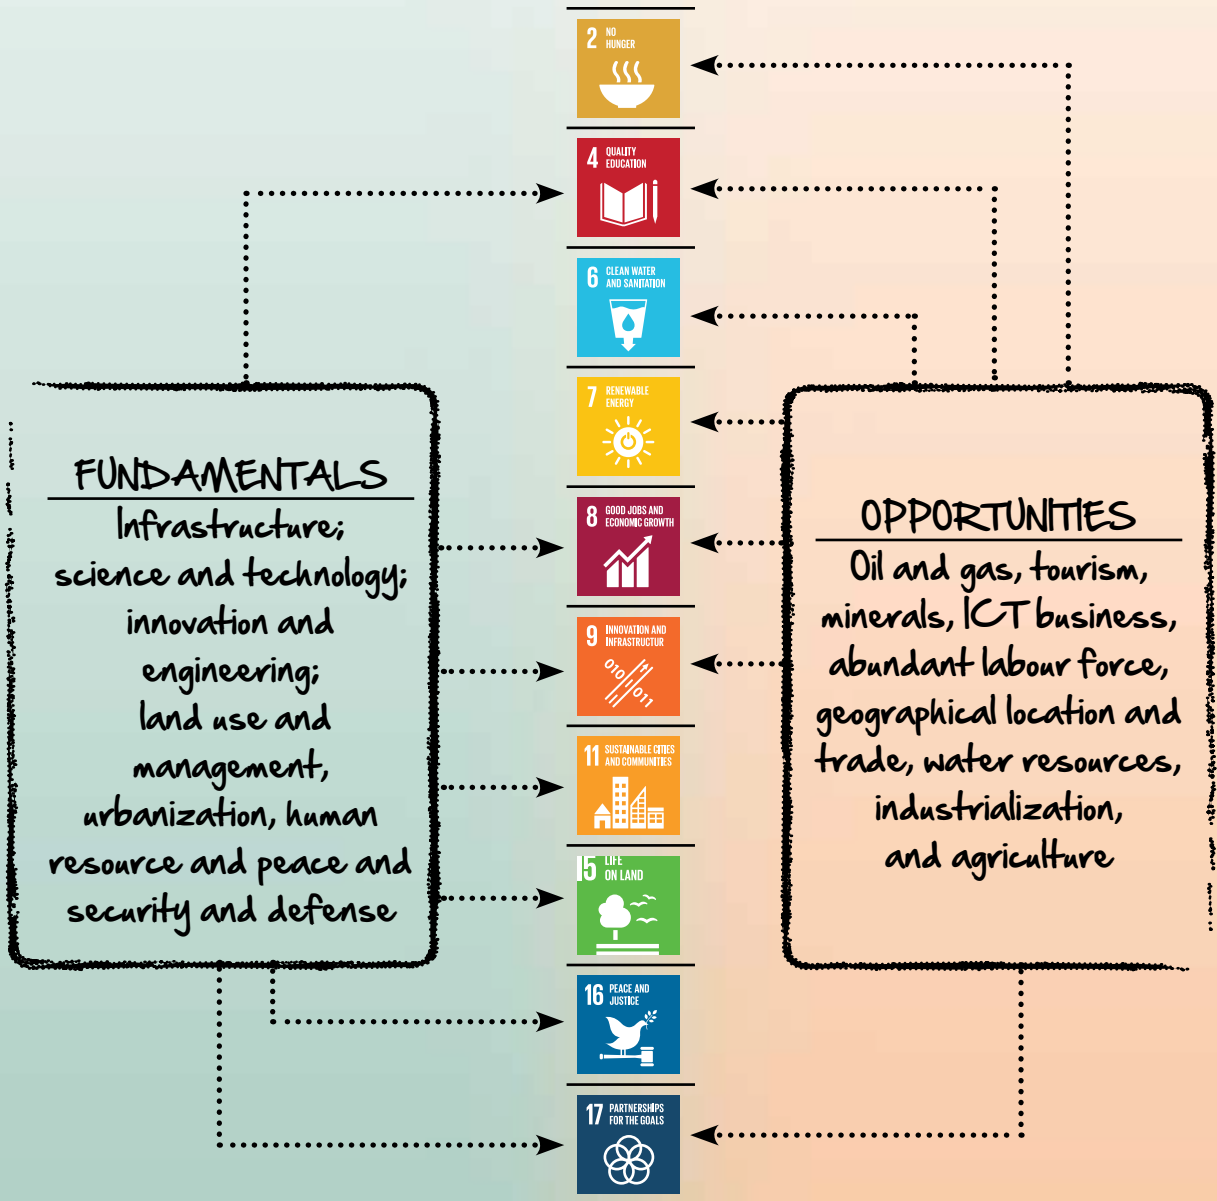 2 NO
HUNGER
4 QUALITY
EDUCATION
6 CLEAN WATER
AND SANITATION
7 RENEWABLE
ENERGY
8 GOOD JOBS AND
ECONOMIC GROWTH
9 INNOVATION AND
INFRASTRUCTUR
010
011
11 SUSTAINABLE CITIES
AND COMMUNITIES
15 LIFE
ON LAND
16 PEACE AND
JUSTICE
17 PARTNERSHIPS
FOR THE GOALS
FUNDAMENTALS
Infrastructure;
science and technology;
innovation and
engineering;
land use and
management,
urbanization, human
resource and peace and
security and defense
OPPORTUNITIES
Oil and gas, tourism,
minerals, ICT business,
abundant labour force,
geographical location and
trade, water resources,
industrialization,
and agriculture